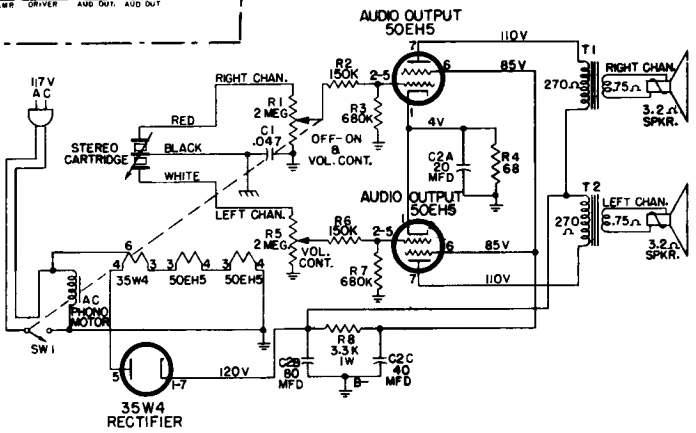 DRIVER AUD OUT. AUD OUT
117V
AC
AUDIO OUTPUT
50EH5
7
110V
6
85V
2-5
1
4V
R2
150K
R3
680K
RIGHT CHAN.
R1
2 MEG.
C1
.047
OFF-ON
&
VOL. CONT.
RED
BLACK
WHITE
STEREO
CARTRIDGE
LEFT CHAN.
R5
2 MEG.
VOL.
CONT.
C2A
20
MFD
R4
68
AUDIO OUTPUT
50EH5
1
R6
150K
2-5
6
85V
7
110V
R7
680K
T1
270Ω
.75Ω
RIGHT CHAN.
3.2Ω
SPKR.
T2
270
Ω
.75Ω
LEFT CHAN.
3.2Ω
SPKR.
6
4
3
3
4
3
4
35W4
50EH5
50EH5
AC
PHONO
MOTOR
SW1
5
1-7
120V
35W4
RECTIFIER
R8
3.3K
1W
C2B
80
MFD
B-
C2C
40
MFD